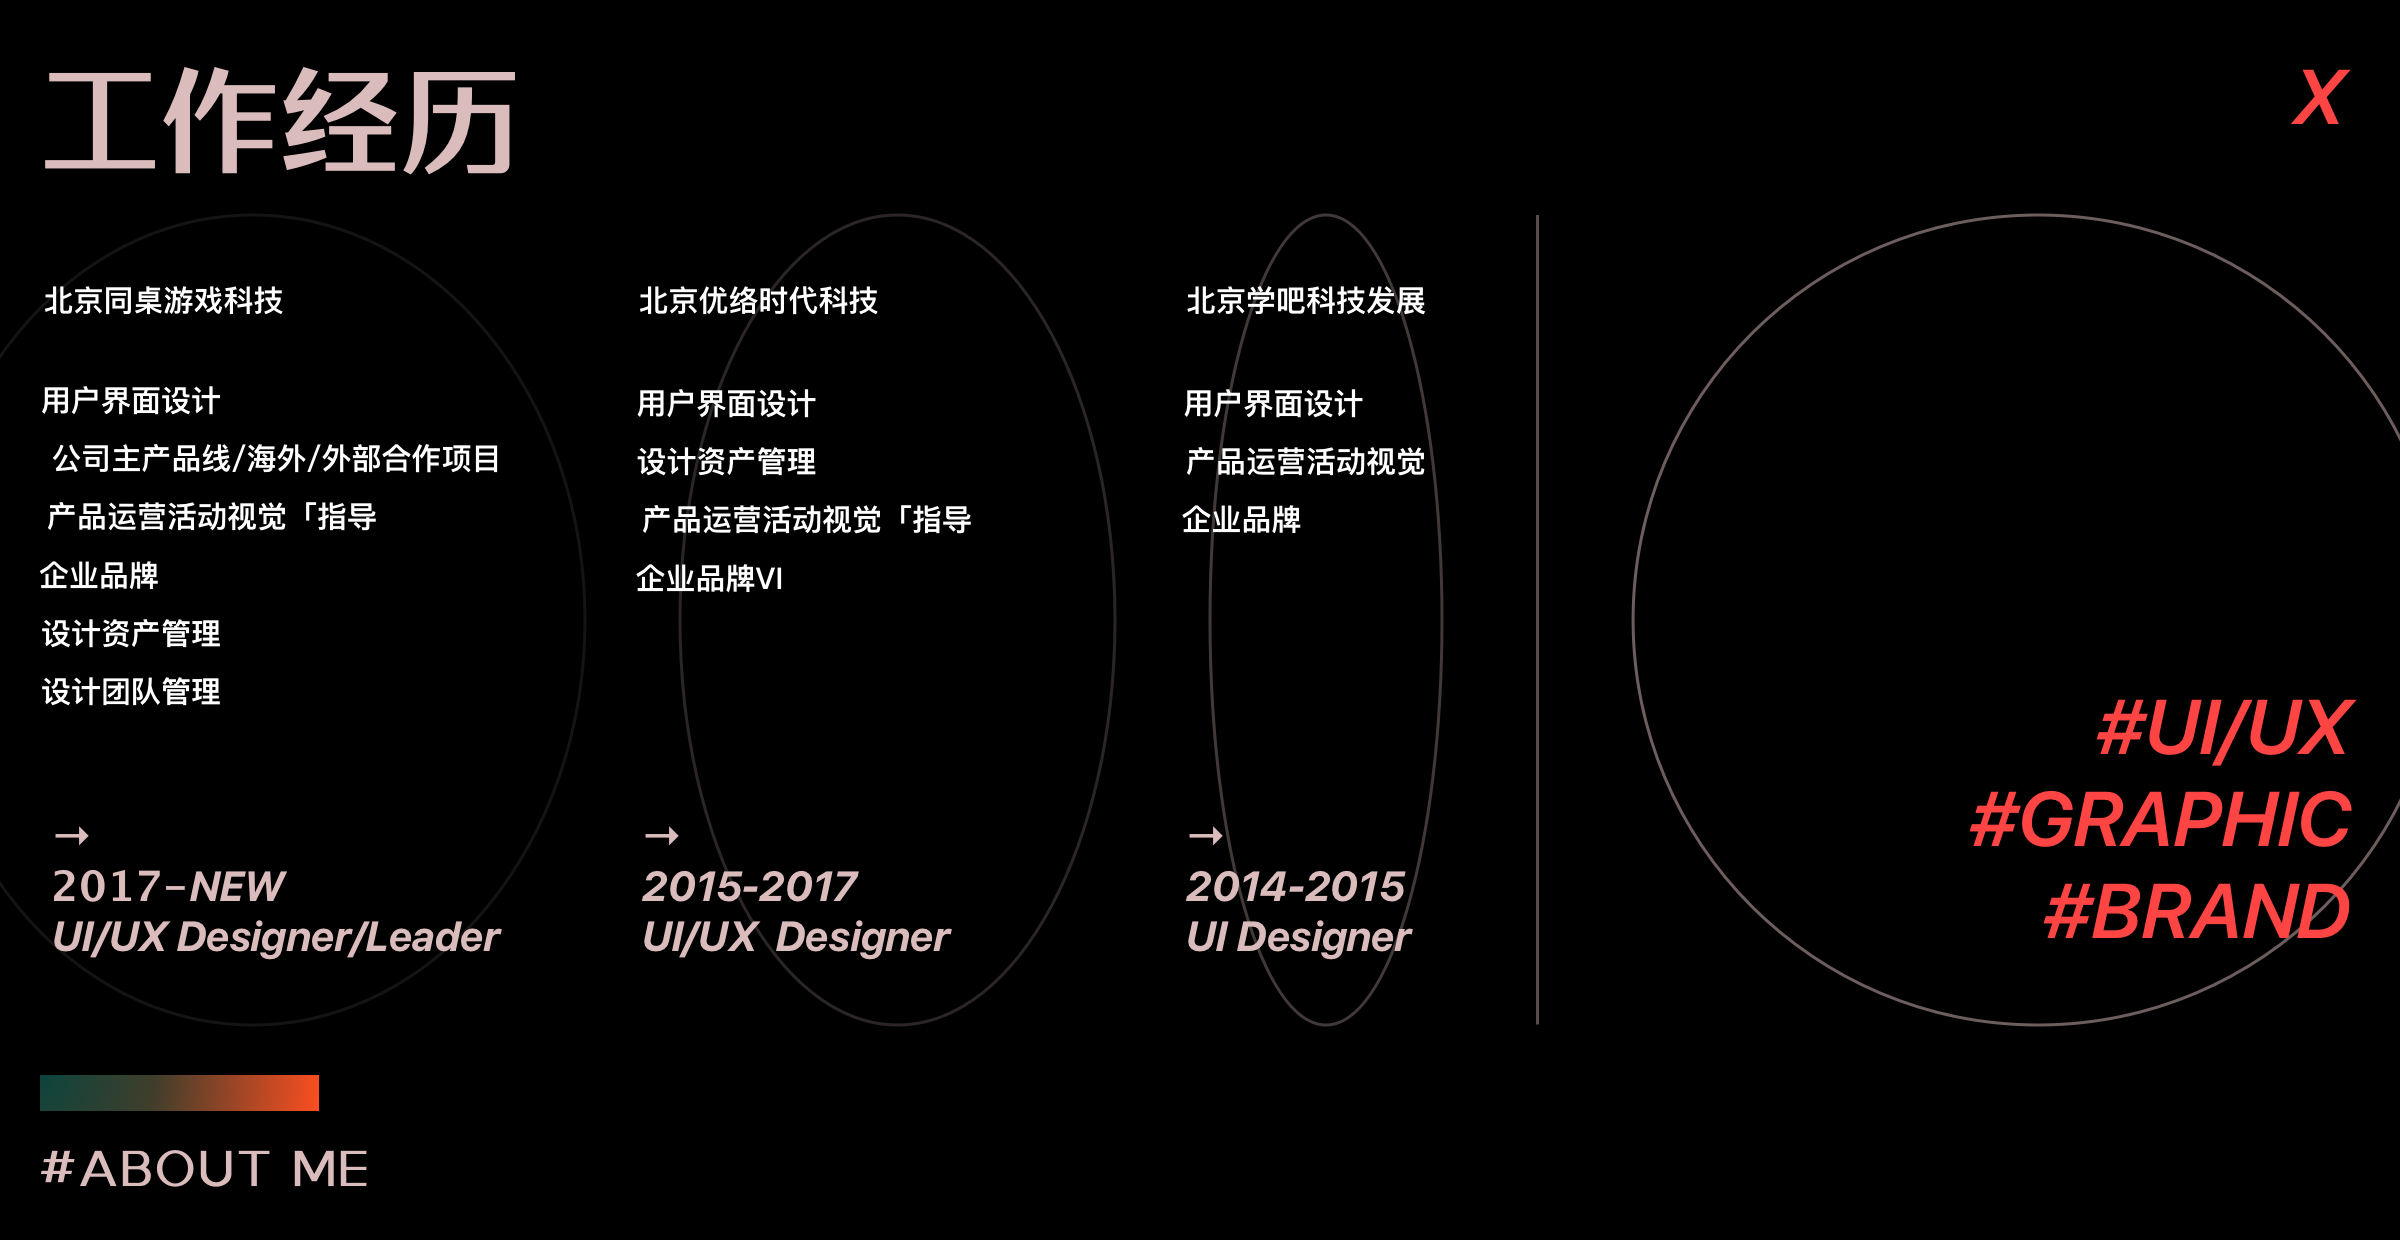 工作经历
X
北京同桌游戏科技
用户界面设计
公司主产品线/海外/外部合作项目
产品运营活动视觉「指导
企业品牌
设计资产管理
设计团队管理
→
2017-NEW
UI/UX Designer/Leader
北京优络时代科技
用户界面设计
设计资产管理
产品运营活动视觉「指导
企业品牌VI
→
2015-2017
UI/UX Designer
北京学吧科技发展
用户界面设计
产品运营活动视觉
企业品牌
→
2014-2015
UI Designer
#UI/UX
#GRAPHIC
#BRAND
#ABOUT ME